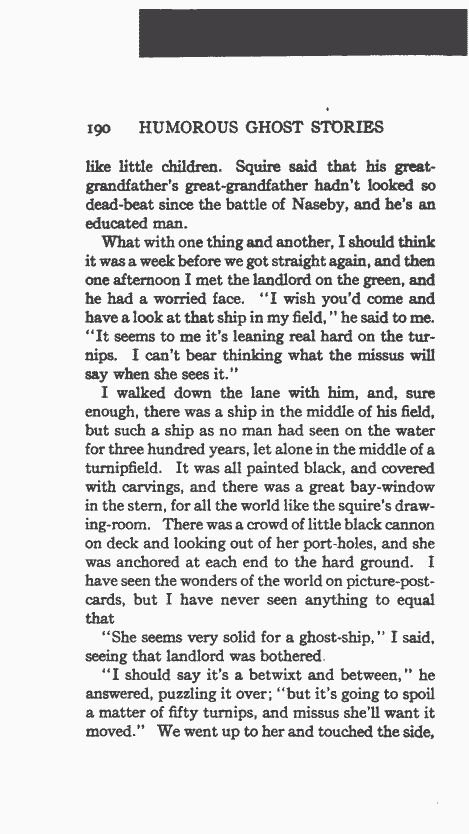 190 HUMOROUS GHOST STORIES
like little children. Squire said that his great-
grandfather's great-grandfather hadn't looked so
dead-beat since the battle of Naseby, and he's an
educated man.
What with one thing and another, I should think
it was a week before we got straight again, and then
one afternoon I met the landlord on the green, and
he had a worried face. "I wish you'd come and
have a look at that ship in my field," he said to me.
"It seems to me it's leaning real hard on the tur-
nips. I can't bear thinking what the missus will
say when she sees it."
I walked down the lane with him, and, sure
enough, there was a ship in the middle of his field,
but such a ship as no man had seen on the water
for three hundred years, let alone in the middle of a
turnipfield. It was all painted black, and covered
with carvings, and there was a great bay-window
in the stern, for all the world like the squire's draw-
ing-room. There was a crowd of little black cannon
on deck and looking out of her port-holes, and she
was anchored at each end to the hard ground. I
have seen the wonders of the world on picture-post-
cards, but I have never seen anything to equal
that
"She seems very solid for a ghost-ship," I said,
seeing that landlord was bothered.
"I should say it's a betwixt and between," he
answered, puzzling it over; "but it's going to spoil
a matter of fifty turnips, and missus she'll want it
moved." We went up to her and touched the side,